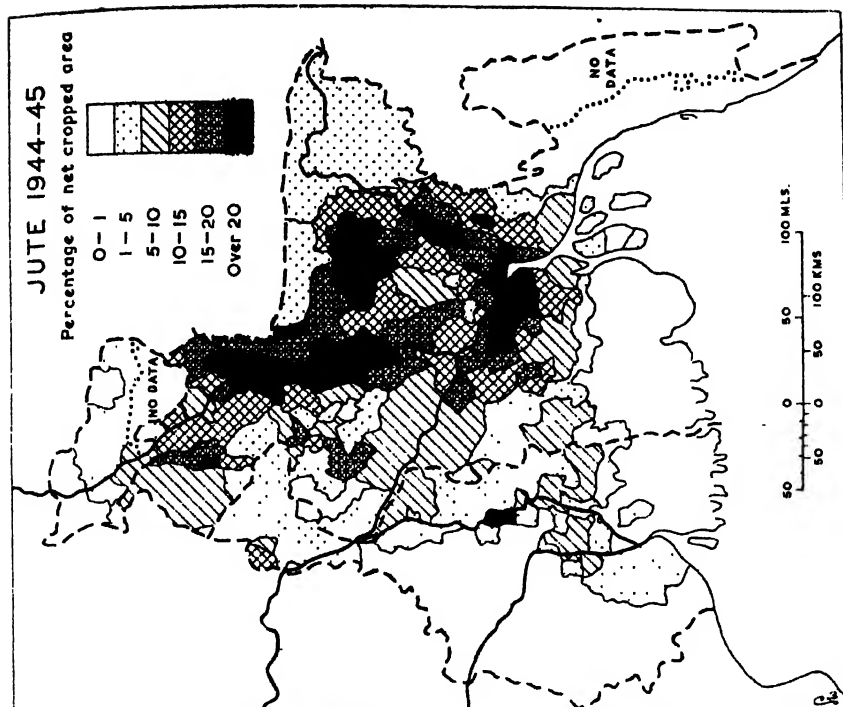 JUTE 1944-45
Percentage of net cropped area
0-1
1-5
5-10
10-15
15-20
Over 20
NO DATA
NO
DATA
100 MLS.
50
0
50
100 KMS
50
0
50